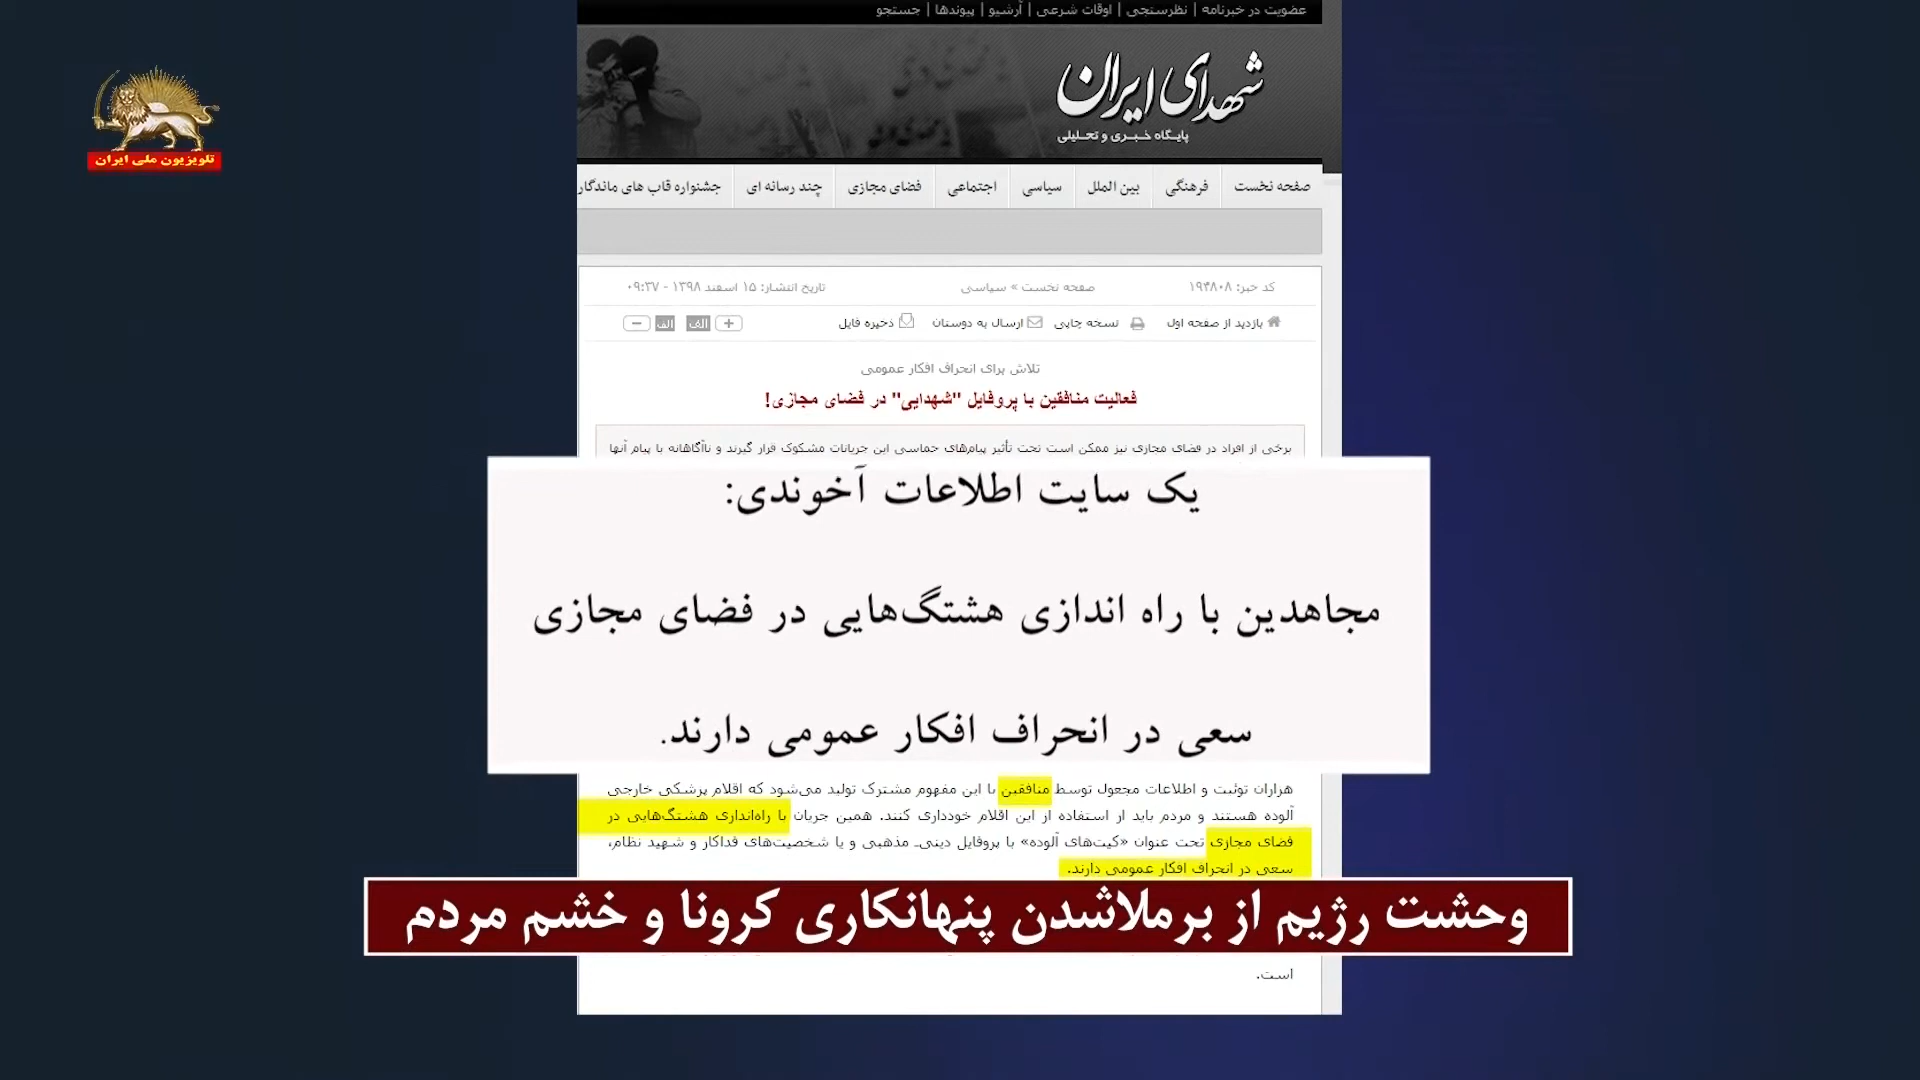 عضویت در خبرنامه | نظرسنجی | اوقات شرعی | آرشیو | پیوندها | جستجو
تلویزیون ملی ایران
شهدای ایران
پایگاه خبری و تحلیلی
صفحه نخست فرهنگی بین الملل سیاسی اجتماعی فضای مجازی چند رسانه ای جشنواره قاب های ماندگار
کد خبر: ۱۹۴۸۰۸ صفحه نخست » سیاسی تاریخ انتشار: ۱۵ اسفند ۱۳۹۸ - ۰۹:۳۷
بازدید از صفحه اول نسخه چاپی ارسال به دوستان ذخیره فایل + الف الف −
تلاش برای انحراف افکار عمومی
فعالیت منافقین با پروفایل "شهدایی" در فضای مجازی!
برخی از افراد در فضای مجازی نیز ممکن است تحت تأثیر پیام‌های حماسی این جریانات مشکوک قرار گیرند و ناآگاهانه با پیام آنها
یک سایت اطلاعات آخوندی:
مجاهدین با راه اندازی هشتگ‌هایی در فضای مجازی
سعی در انحراف افکار عمومی دارند.
هزاران توئیت و اطلاعات مجعول توسط منافقین با این مفهوم مشترک تولید می‌شود که اقلام پزشکی خارجی
آلوده هستند و مردم باید از استفاده از این اقلام خودداری کنند. همین جریان با راه‌اندازی هشتگ‌هایی در
فضای مجازی تحت عنوان «کیت‌های آلوده» با پروفایل دینی‌ـ مذهبی و یا شخصیت‌های فداکار و شهید نظام،
سعی در انحراف افکار عمومی دارند.
وحشت رژیم از برملاشدن پنهانکاری کرونا و خشم مردم
است.